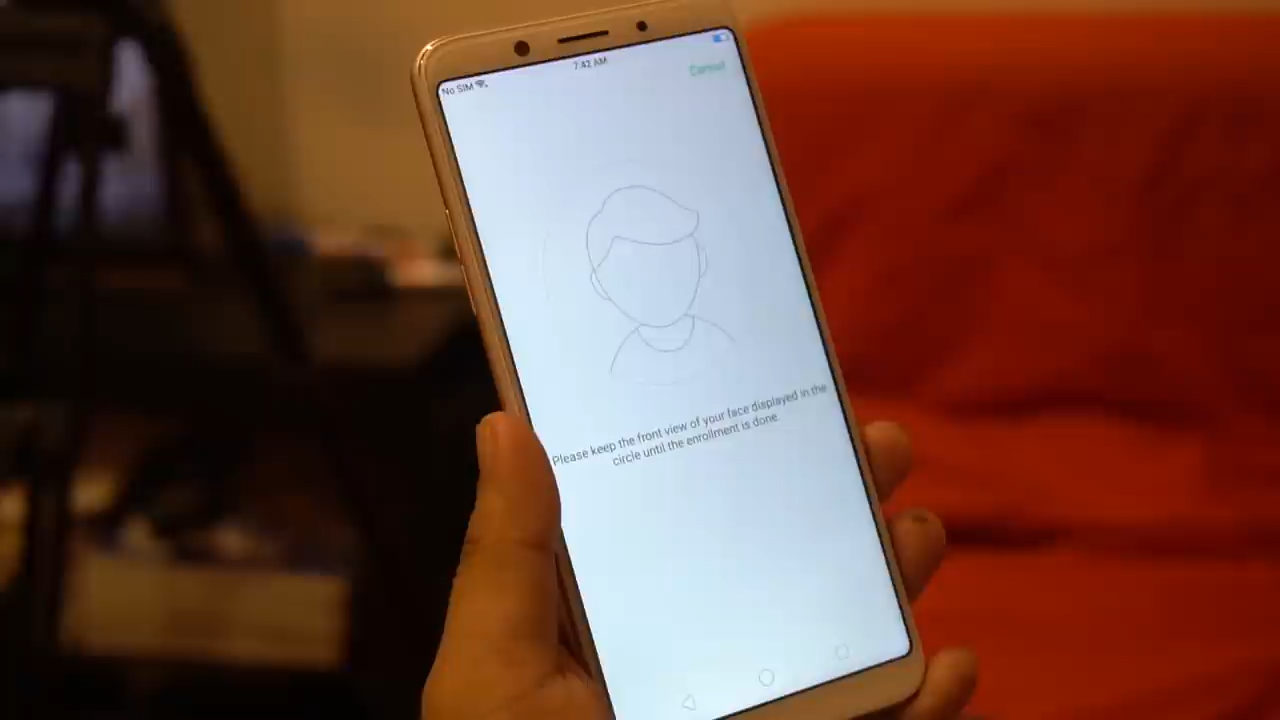 No SIM
7:42 AM
Cancel
Please keep the front view of your face displayed in the
circle until the enrollment is done.